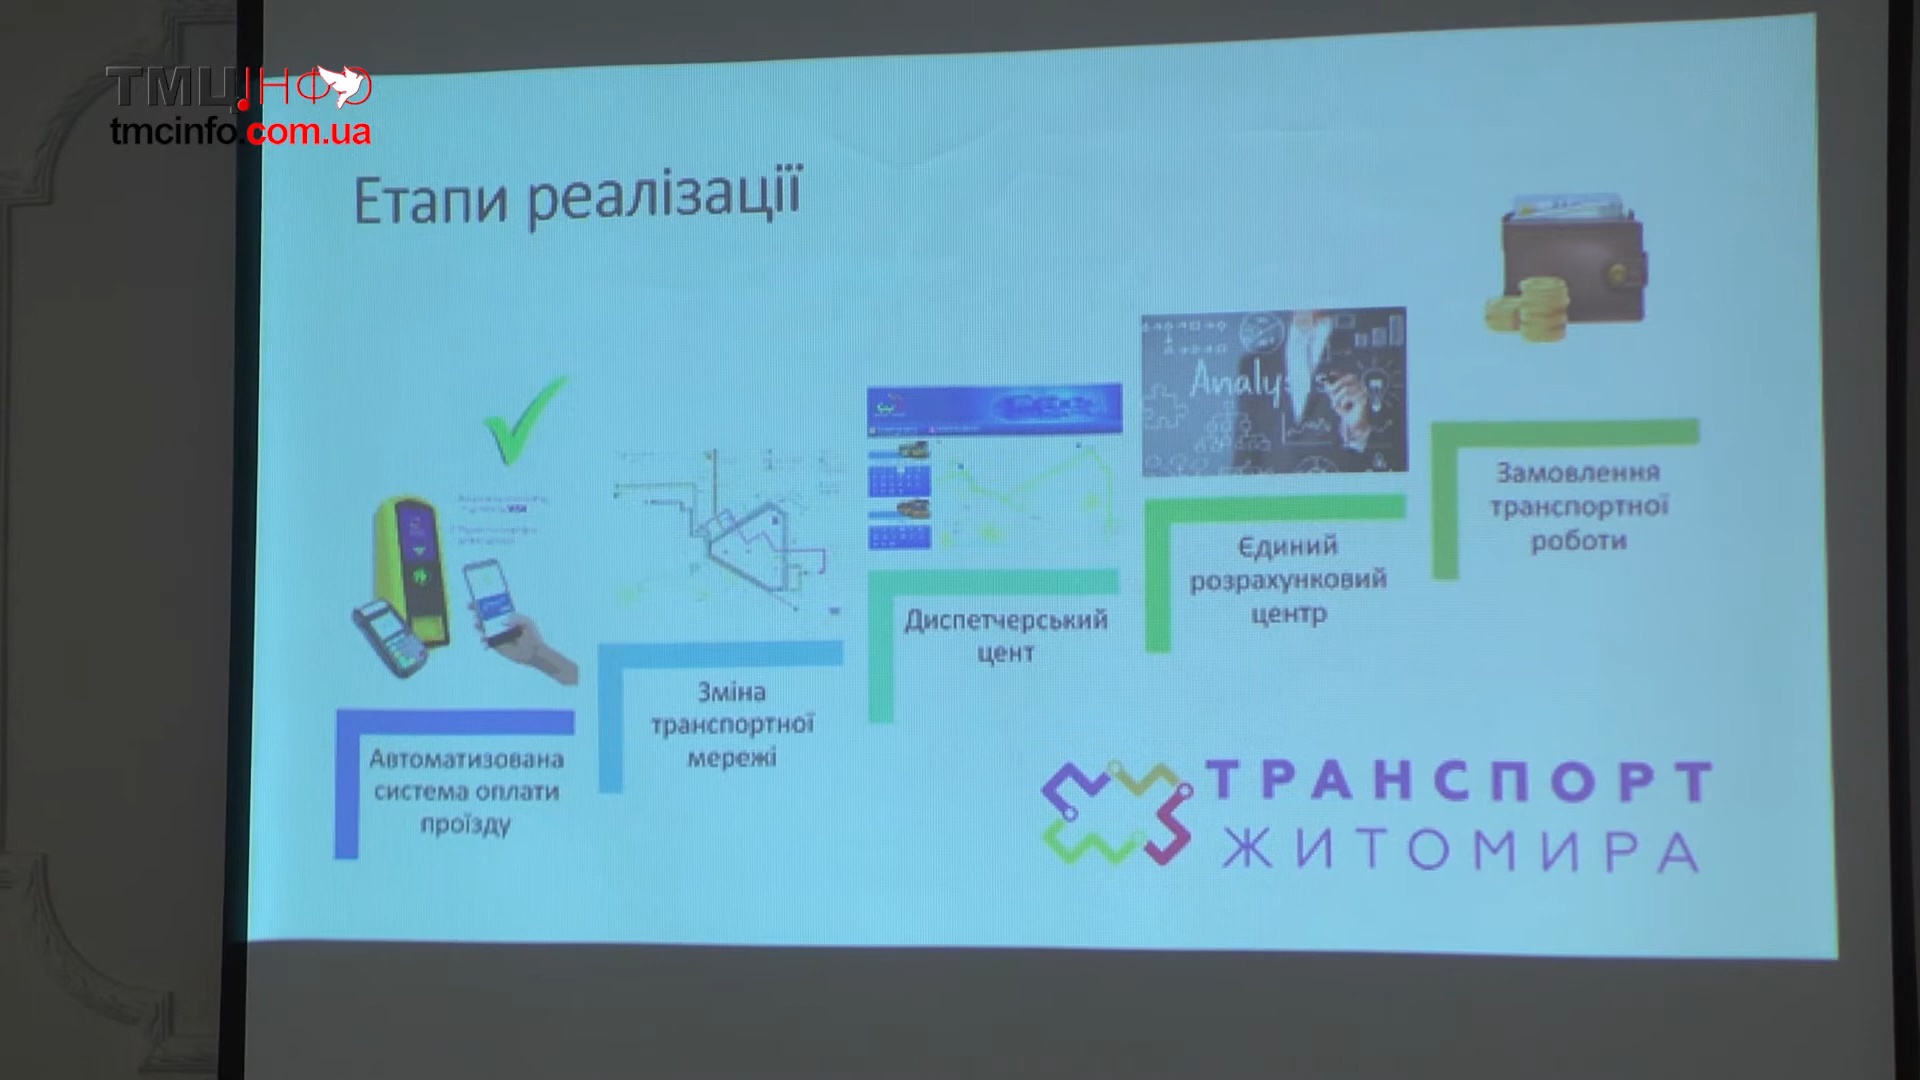 ТМЦ.ІНФО
tmcinfo.com.ua
Етапи реалізації
Analysis
Замовлення
транспортної
роботи
Єдиний
розрахунковий
центр
Диспетчерський
цент
Зміна
транспортної
мережі
Автоматизована
система оплати
проїзду
ТРАНСПОРТ
ЖИТОМИРА